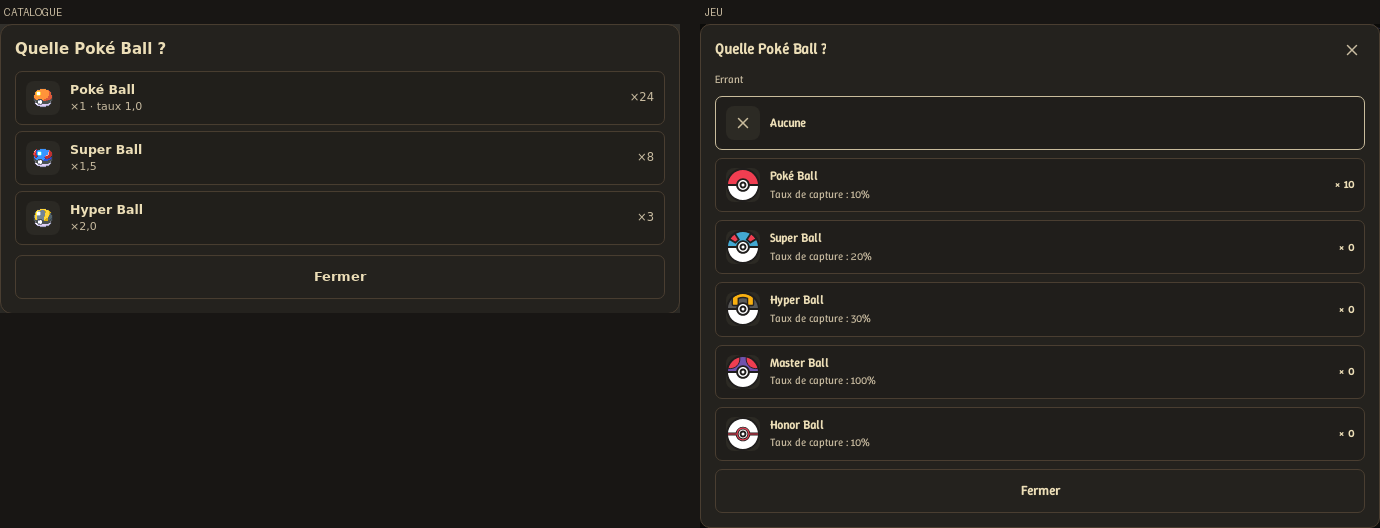 CATALOGUE
Quelle Poké Ball ?
Poké Ball
×1 · taux 1,0
×24
Super Ball
×1,5
×8
Hyper Ball
×2,0
×3
Fermer
JEU
Quelle Poké Ball ?
Errant
Aucune
Poké Ball
Taux de capture : 10%
× 10
Super Ball
Taux de capture : 20%
× 0
Hyper Ball
Taux de capture : 30%
× 0
Master Ball
Taux de capture : 100%
× 0
Honor Ball
Taux de capture : 10%
× 0
Fermer